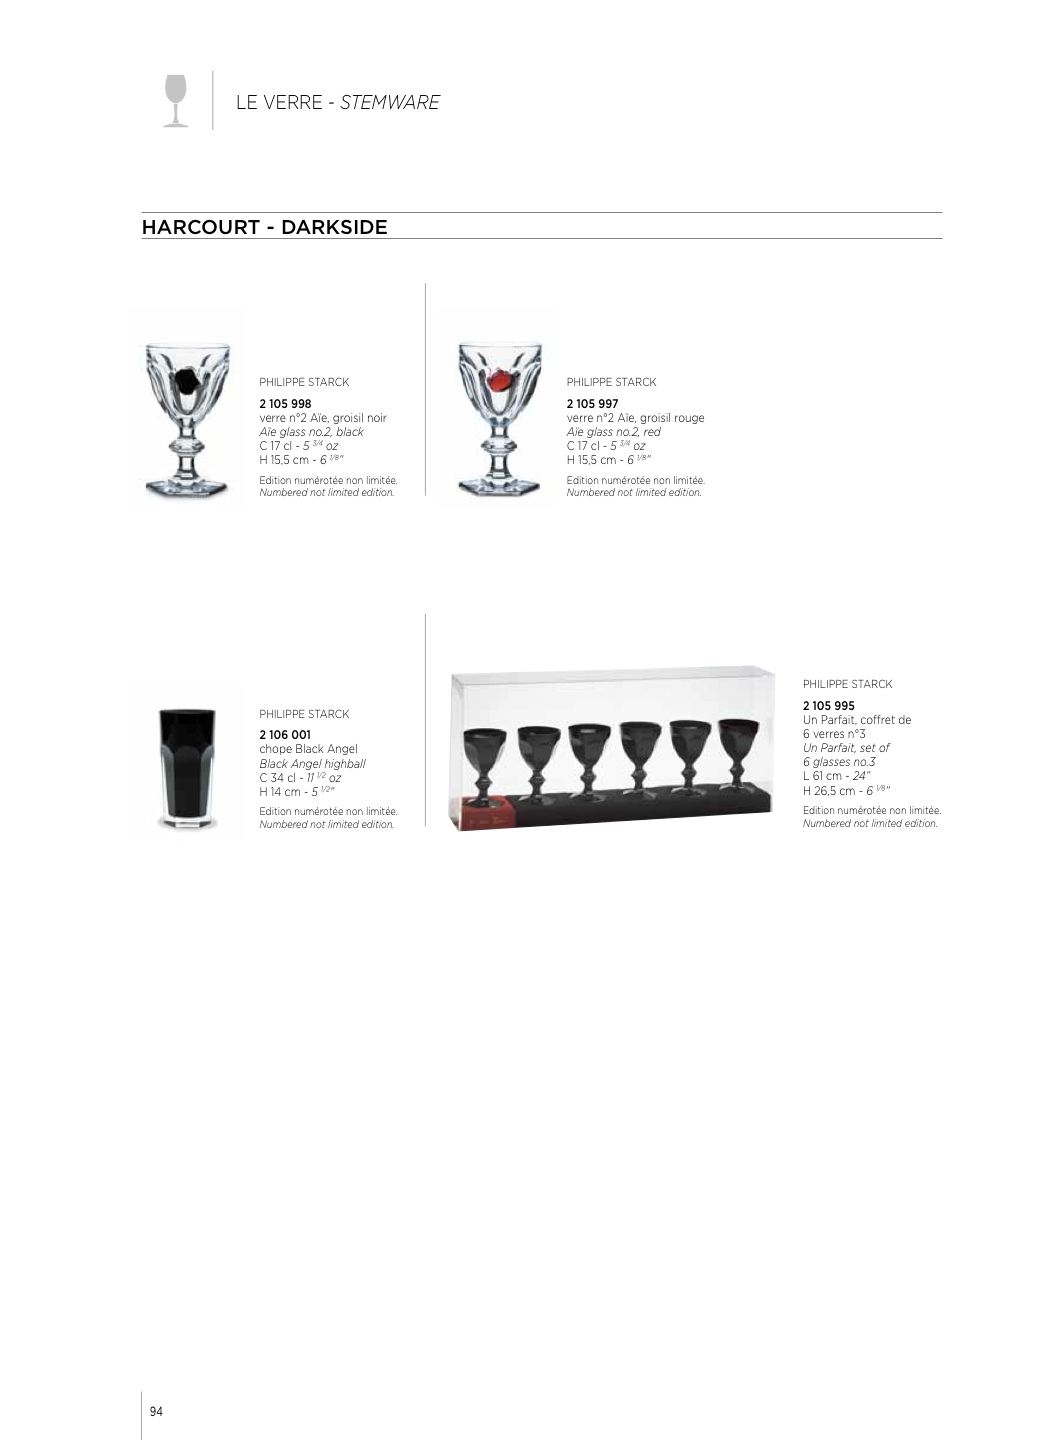 LE VERRE - STEMWARE
HARCOURT - DARKSIDE
PHILIPPE STARCK
2 105 998
verre n°2 Aïe, groisil noir
Aïe glass no.2, black
C 17 cl - 5 3/4 oz
H 15,5 cm - 6 1/8"
Edition numérotée non limitée.
Numbered not limited edition.
PHILIPPE STARCK
2 105 997
verre n°2 Aïe, groisil rouge
Aïe glass no.2, red
C 17 cl - 5 3/4 oz
H 15,5 cm - 6 1/8"
Edition numérotée non limitée.
Numbered not limited edition.
PHILIPPE STARCK
2 106 001
chope Black Angel
Black Angel highball
C 34 cl - 11 1/2 oz
H 14 cm - 5 1/2"
Edition numérotée non limitée.
Numbered not limited edition.
PHILIPPE STARCK
2 105 995
Un Parfait, coffret de
6 verres n°3
Un Parfait, set of
6 glasses no.3
L 61 cm - 24"
H 26,5 cm - 6 1/8"
Edition numérotée non limitée.
Numbered not limited edition.
94